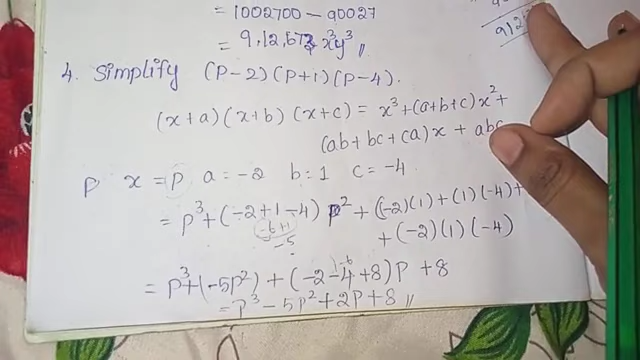 = 1002700 - 90027
= 9,12,673 x³y³ //
912
4. Simplify (P-2)(P+1)(P-4).
(x+a)(x+b)(x+c) = x³+(a+b+c)x²+
(ab+bc+ca)x + abc
P x = P a = -2 b = 1 c = -4
= P³+(-2+1-4) P²+(-2)(1)+(1)(-4)+
-6+1
-5
+(-2)(1)(-4)
-6
= P³+(-5P²)+(-2-4+8)P +8
= P³-5P²+2P+8 //